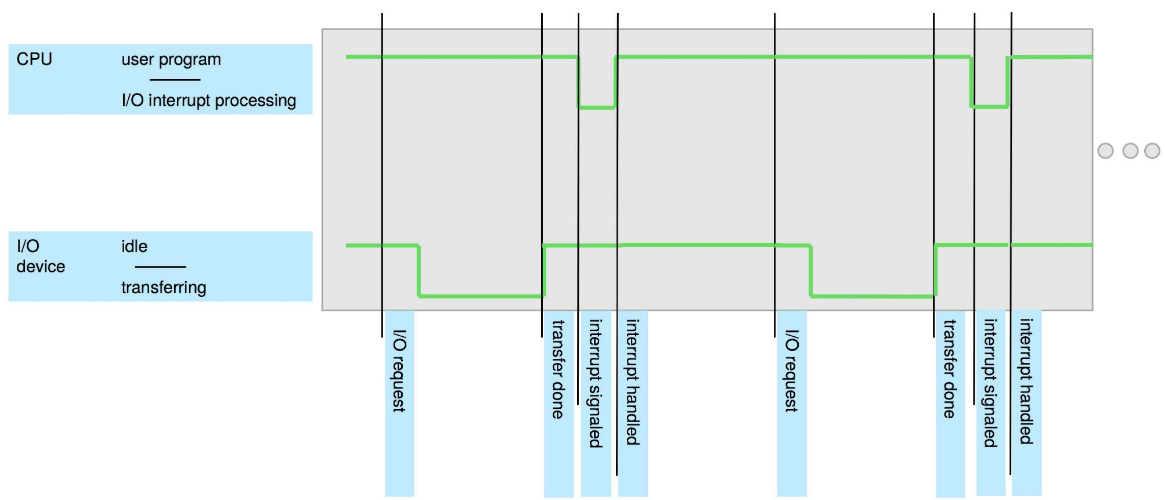 CPU
user program
I/O interrupt processing
I/O
device
idle
transferring
I/O request
transfer done
interrupt signaled
interrupt handled
I/O request
transfer done
interrupt signaled
interrupt handled